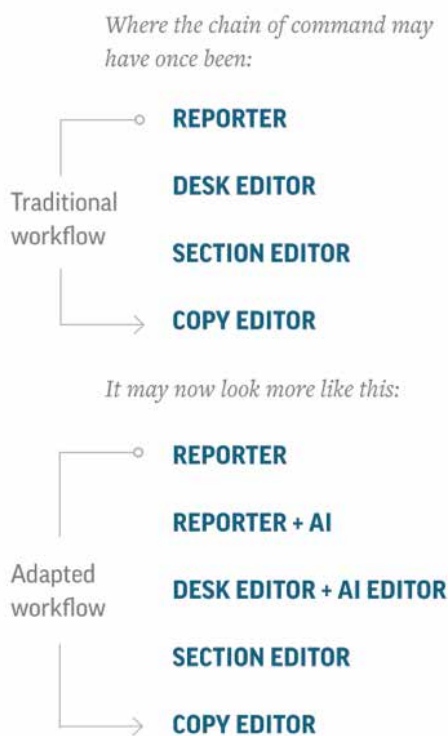 Where the chain of command may
have once been:
REPORTER
DESK EDITOR
Traditional
workflow
SECTION EDITOR
COPY EDITOR
It may now look more like this:
REPORTER
REPORTER + AI
Adapted
workflow
DESK EDITOR + AI EDITOR
SECTION EDITOR
COPY EDITOR